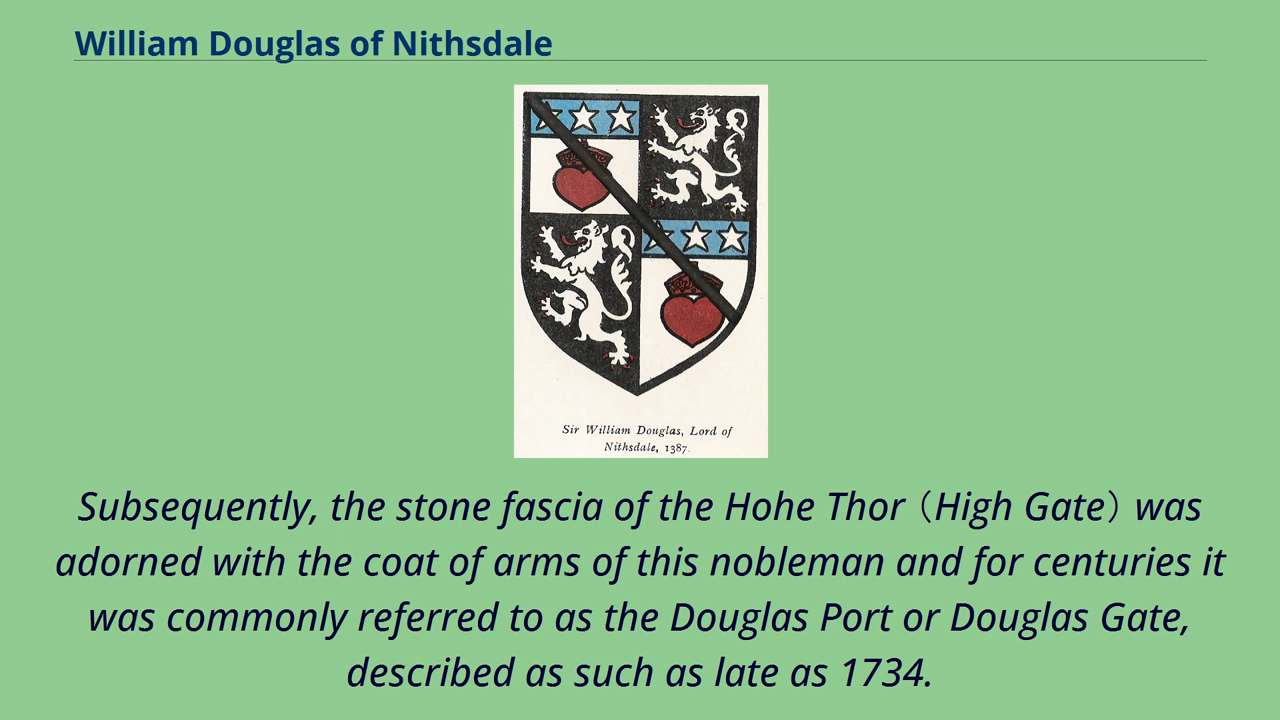 William Douglas of Nithsdale
Sir William Douglas, Lord of
Nithsdale, 1387.
Subsequently, the stone fascia of the Hohe Thor (High Gate) was
adorned with the coat of arms of this nobleman and for centuries it
was commonly referred to as the Douglas Port or Douglas Gate,
described as such as late as 1734.